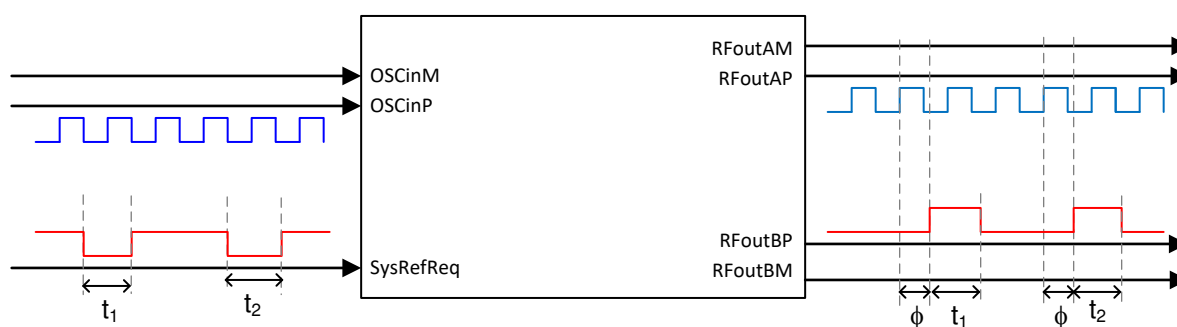 OSCinM
OSCinP
SysRefReq
t1
t2
RFoutAM
RFoutAP
RFoutBP
RFoutBM
ϕ
t1
ϕ
t2